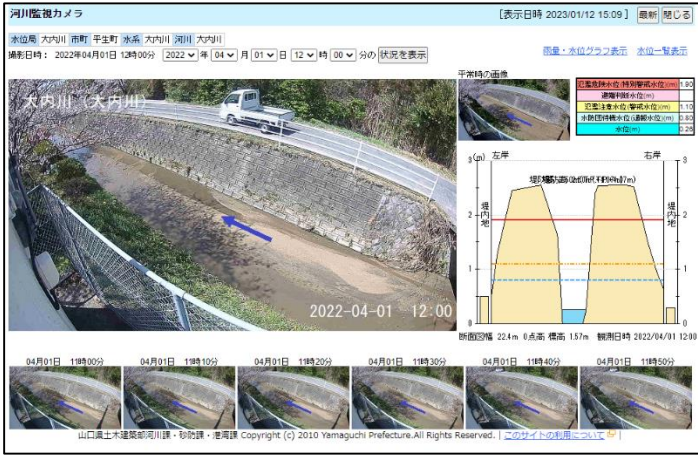 河川監視カメラ
[表示日時 2023/01/12 15:09] 最新 閉じる
水位局 大内川 市町 平生町 水系 大内川 河川 大内川
撮影日時： 2022年04月01日 12時00分 2022 年 04 月 01 日 12 時 00 分の 状況を表示
雨量・水位グラフ表示 水位一覧表示
大内川（大内川）
2022-04-01 12:00
平常時の画像
氾濫危険水位(特別警戒水位)(m) 1.90
避難判断水位(m)
氾濫注意水位(警戒水位)(m) 1.10
水防団待機水位(通報水位)(m) 0.80
水位(m) 0.26
(m) 左岸 右岸
3 3
2 2
1 1
0 0
堤内地 堤内地
断面図幅 22.4m 0点高 標高 1.57m 観測日時 2022/04/01 12:00
04月01日 11時00分 04月01日 11時10分 04月01日 11時20分 04月01日 11時30分 04月01日 11時40分 04月01日 11時50分
山口県土木建築部河川課・砂防課・港湾課 Copyright (c) 2010 Yamaguchi Prefecture.All Rights Reserved. | このサイトの利用について |